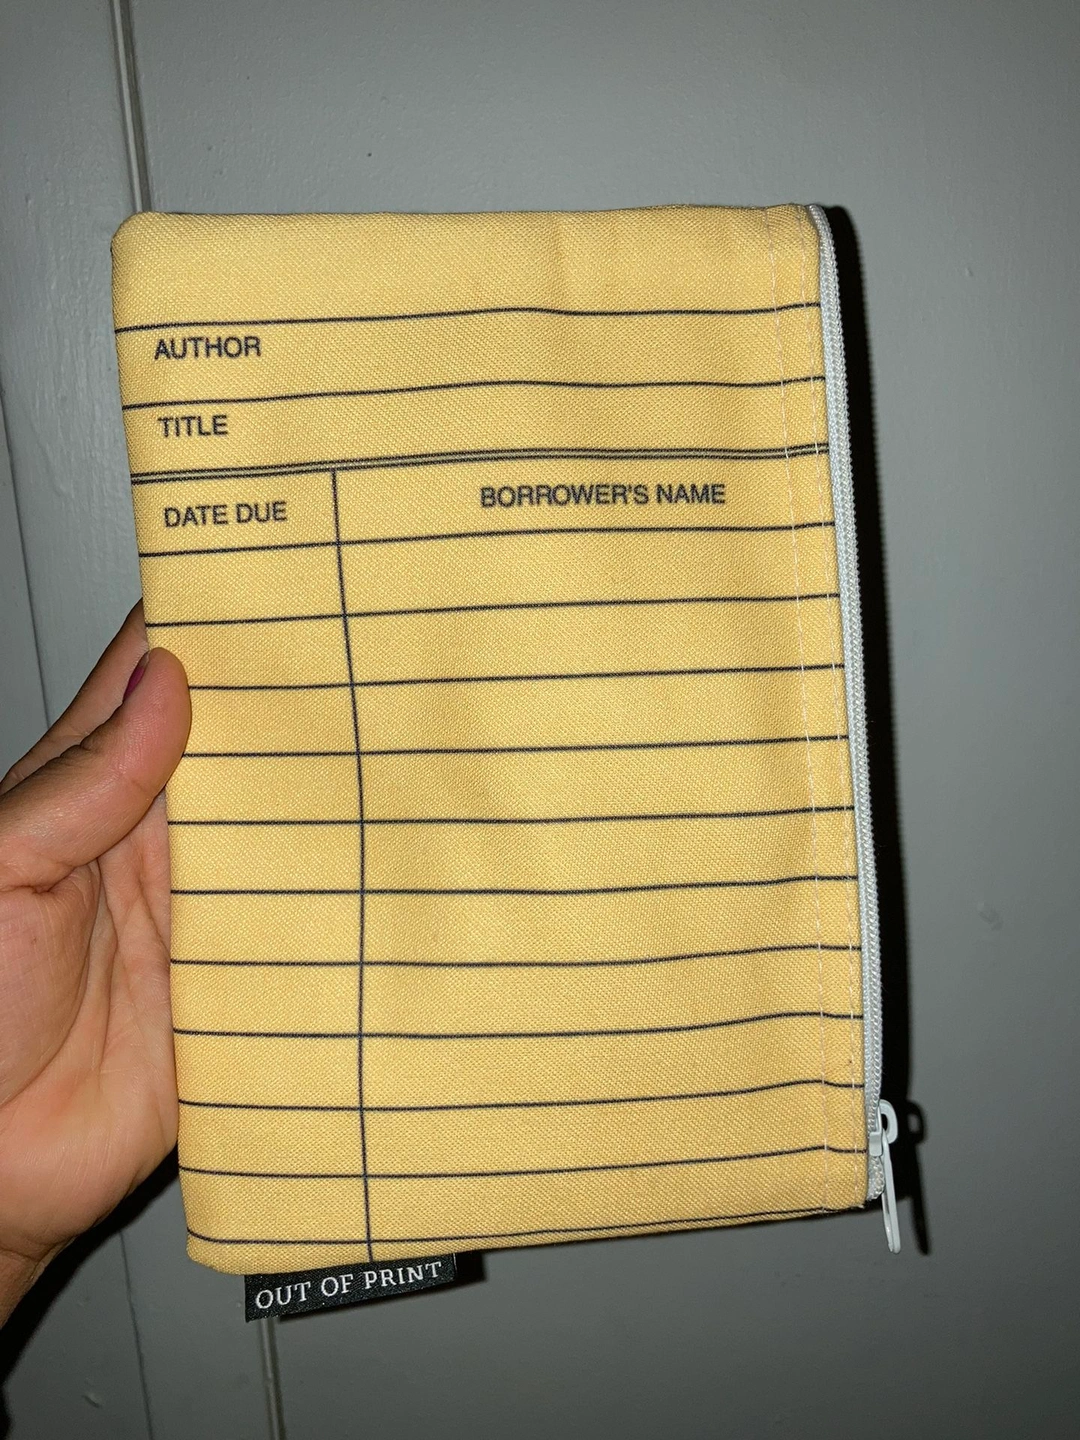 AUTHOR
TITLE
DATE DUE
BORROWER'S NAME
OUT OF PRINT